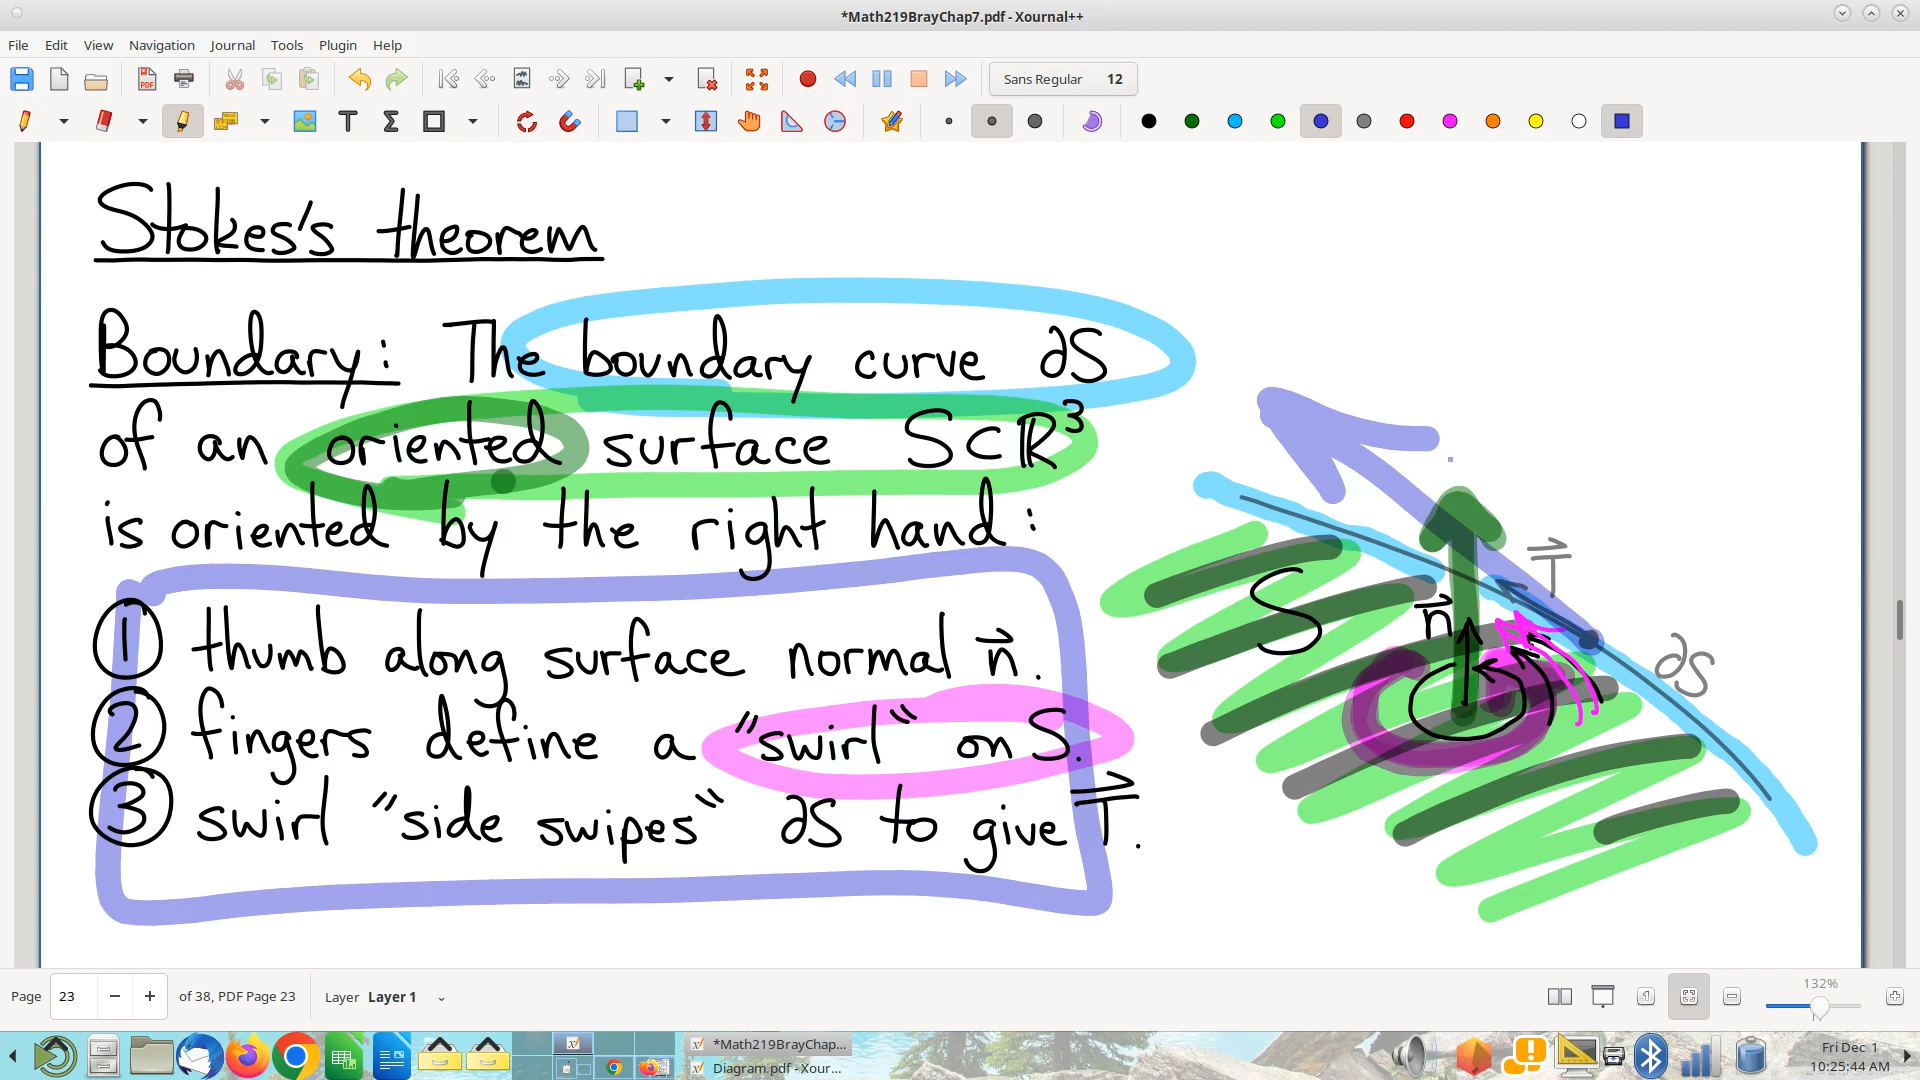 *Math219BrayChap7.pdf - Xournal++
File Edit View Navigation Journal Tools Plugin Help
Sans Regular 12
Stokes's theorem
Boundary: The boundary curve ∂S
of an oriented surface S⊂ℝ³
is oriented by the right hand:
① thumb along surface normal n⃗.
② fingers define a "swirl" on S.
③ swirl "side swipes" ∂S to give T⃗.
T⃗
S
n⃗
∂S
Page 23 of 38, PDF Page 23 Layer Layer 1
132%
*Math219BrayChap...
Diagram.pdf - Xour...
Fri Dec 1
10:25:44 AM